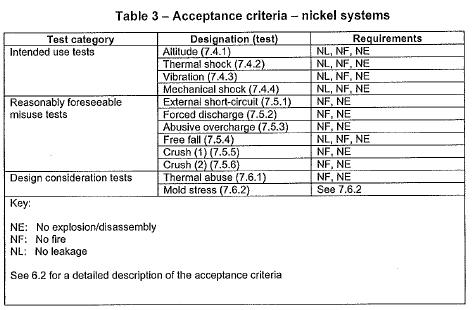 Table 3 – Acceptance criteria – nickel systems
Test category Designation (test) Requirements
Intended use tests Altitude (7.4.1) NL, NF, NE
Thermal shock (7.4.2) NL, NF, NE
Vibration (7.4.3) NL, NF, NE
Mechanical shock (7.4.4) NL, NF, NE
Reasonably foreseeable External short-circuit (7.5.1) NF, NE
misuse tests Forced discharge (7.5.2) NF, NE
Abusive overcharge (7.5.3) NF, NE
Free fall (7.5.4) NL, NF, NE
Crush (1) (7.5.5) NF, NE
Crush (2) (7.5.6) NF, NE
Design consideration tests Thermal abuse (7.6.1) NF, NE
Mold stress (7.6.2) See 7.6.2
Key:
NE: No explosion/disassembly
NF: No fire
NL: No leakage
See 6.2 for a detailed description of the acceptance criteria